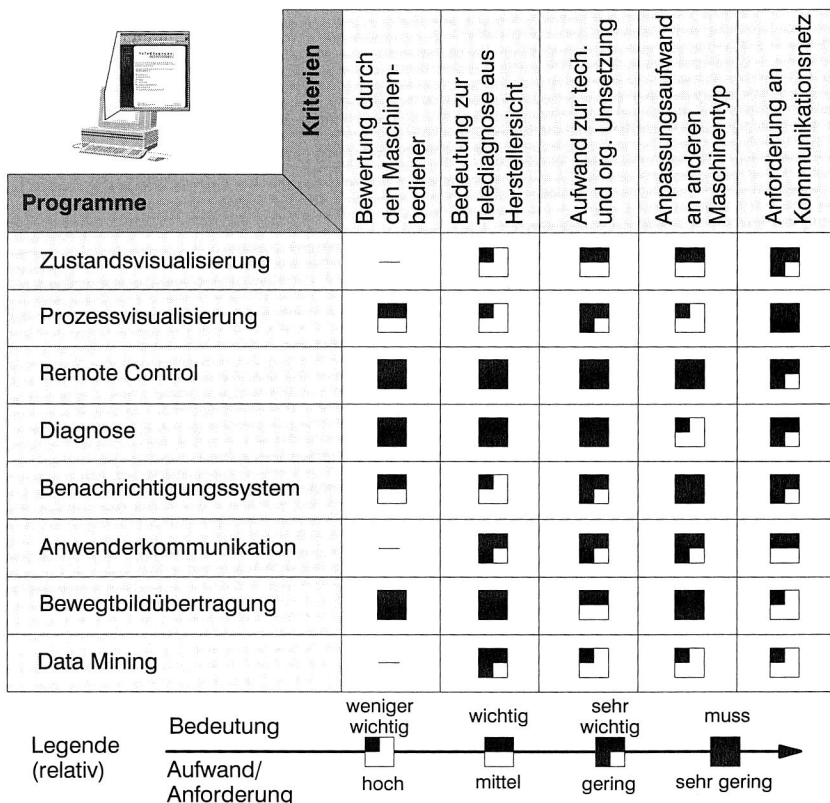 Kriterien
Bewertung durch
den Maschinen-
bediener
Bedeutung zur
Telediagnose aus
Herstellersicht
Aufwand zur tech.
und org. Umsetzung
Anpassungsaufwand
an anderen
Maschinentyp
Anforderung an
Kommunikationsnetz
Programme
Zustandsvisualisierung
Prozessvisualisierung
Remote Control
Diagnose
Benachrichtigungssystem
Anwenderkommunikation
Bewegtbildübertragung
Data Mining
Legende
(relativ)
Bedeutung
weniger
wichtig
wichtig
sehr
wichtig
muss
Aufwand/
Anforderung
hoch
mittel
gering
sehr gering